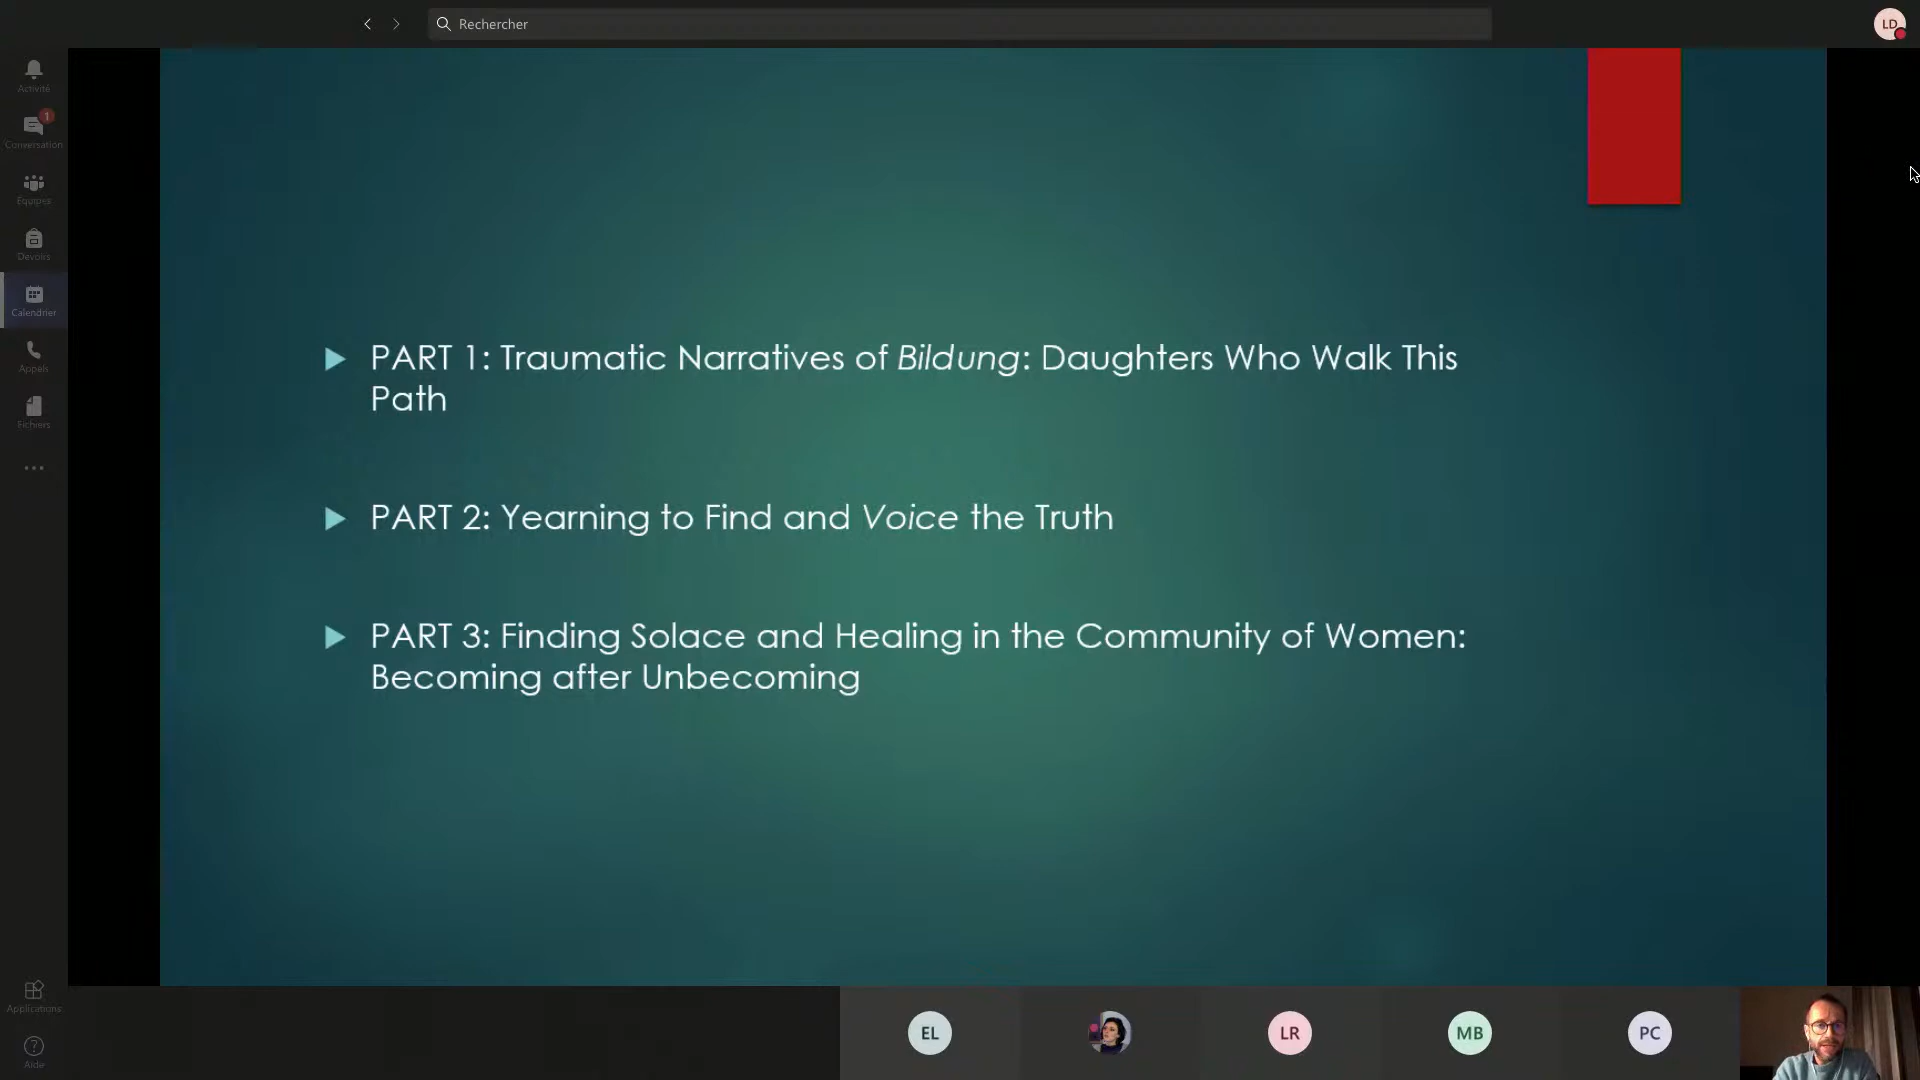 Rechercher
LD
Activité
1
Conversation
Équipes
Devoirs
Calendrier
Appels
Fichiers
PART 1: Traumatic Narratives of Bildung: Daughters Who Walk This
Path
PART 2: Yearning to Find and Voice the Truth
PART 3: Finding Solace and Healing in the Community of Women:
Becoming after Unbecoming
Applications
Aide
EL
LR
MB
PC